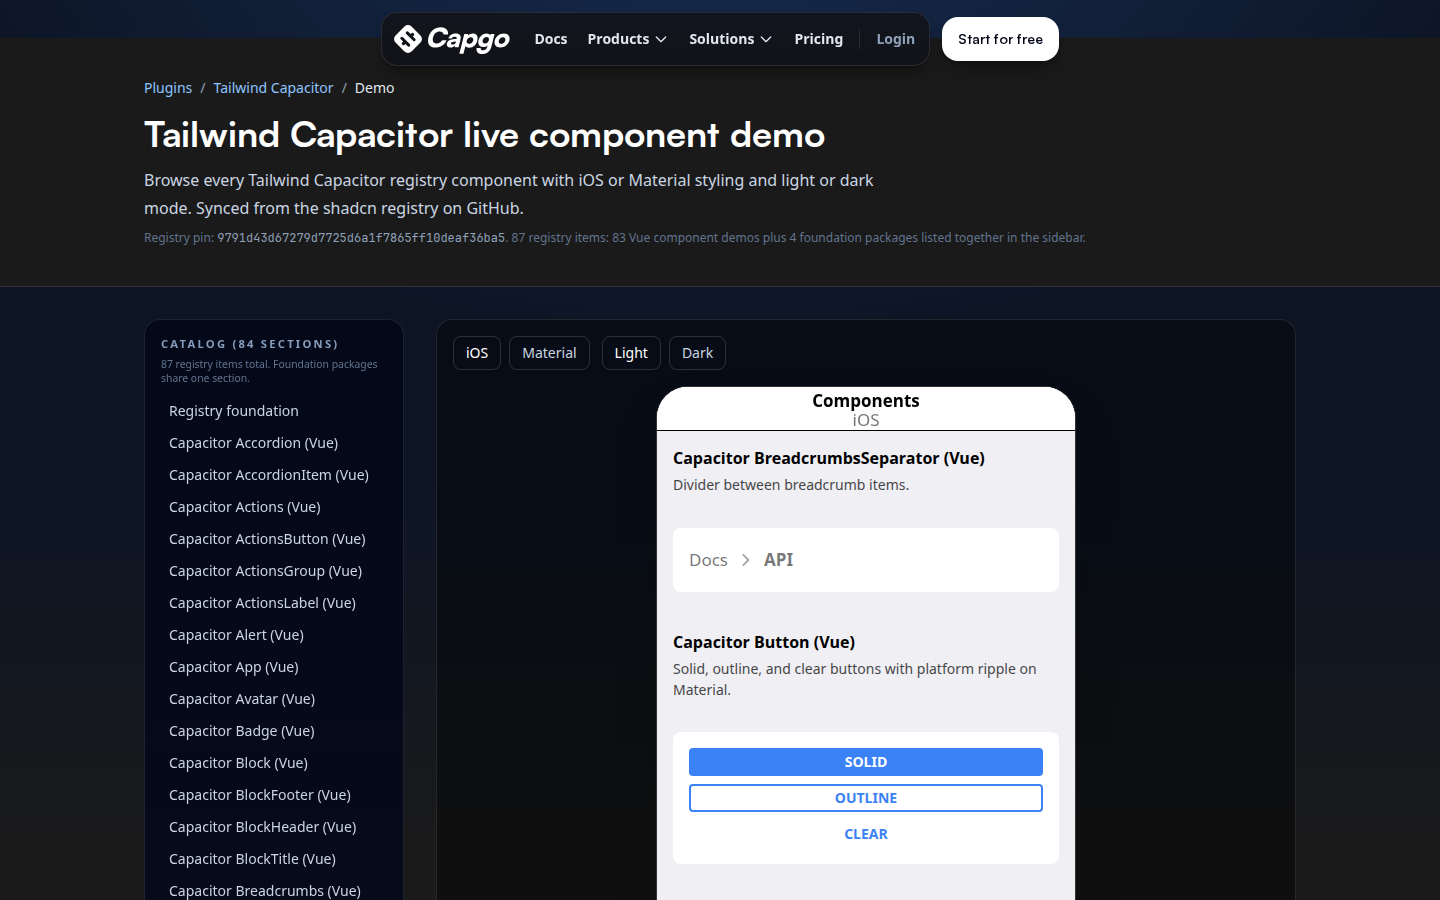 Capgo
Docs
Products
Solutions
Pricing
Login
Start for free
Plugins / Tailwind Capacitor / Demo
Tailwind Capacitor live component demo
Browse every Tailwind Capacitor registry component with iOS or Material styling and light or dark
mode. Synced from the shadcn registry on GitHub.
Registry pin: 9791d43d67279d7725d6a1f7865ff10deaf36ba5. 87 registry items: 83 Vue component demos plus 4 foundation packages listed together in the sidebar.
CATALOG (84 SECTIONS)
87 registry items total. Foundation packages
share one section.
Registry foundation
Capacitor Accordion (Vue)
Capacitor AccordionItem (Vue)
Capacitor Actions (Vue)
Capacitor ActionsButton (Vue)
Capacitor ActionsGroup (Vue)
Capacitor ActionsLabel (Vue)
Capacitor Alert (Vue)
Capacitor App (Vue)
Capacitor Avatar (Vue)
Capacitor Badge (Vue)
Capacitor Block (Vue)
Capacitor BlockFooter (Vue)
Capacitor BlockHeader (Vue)
Capacitor BlockTitle (Vue)
Capacitor Breadcrumbs (Vue)
iOS
Material
Light
Dark
Components
iOS
Capacitor BreadcrumbsSeparator (Vue)
Divider between breadcrumb items.
Docs > API
Capacitor Button (Vue)
Solid, outline, and clear buttons with platform ripple on
Material.
SOLID
OUTLINE
CLEAR